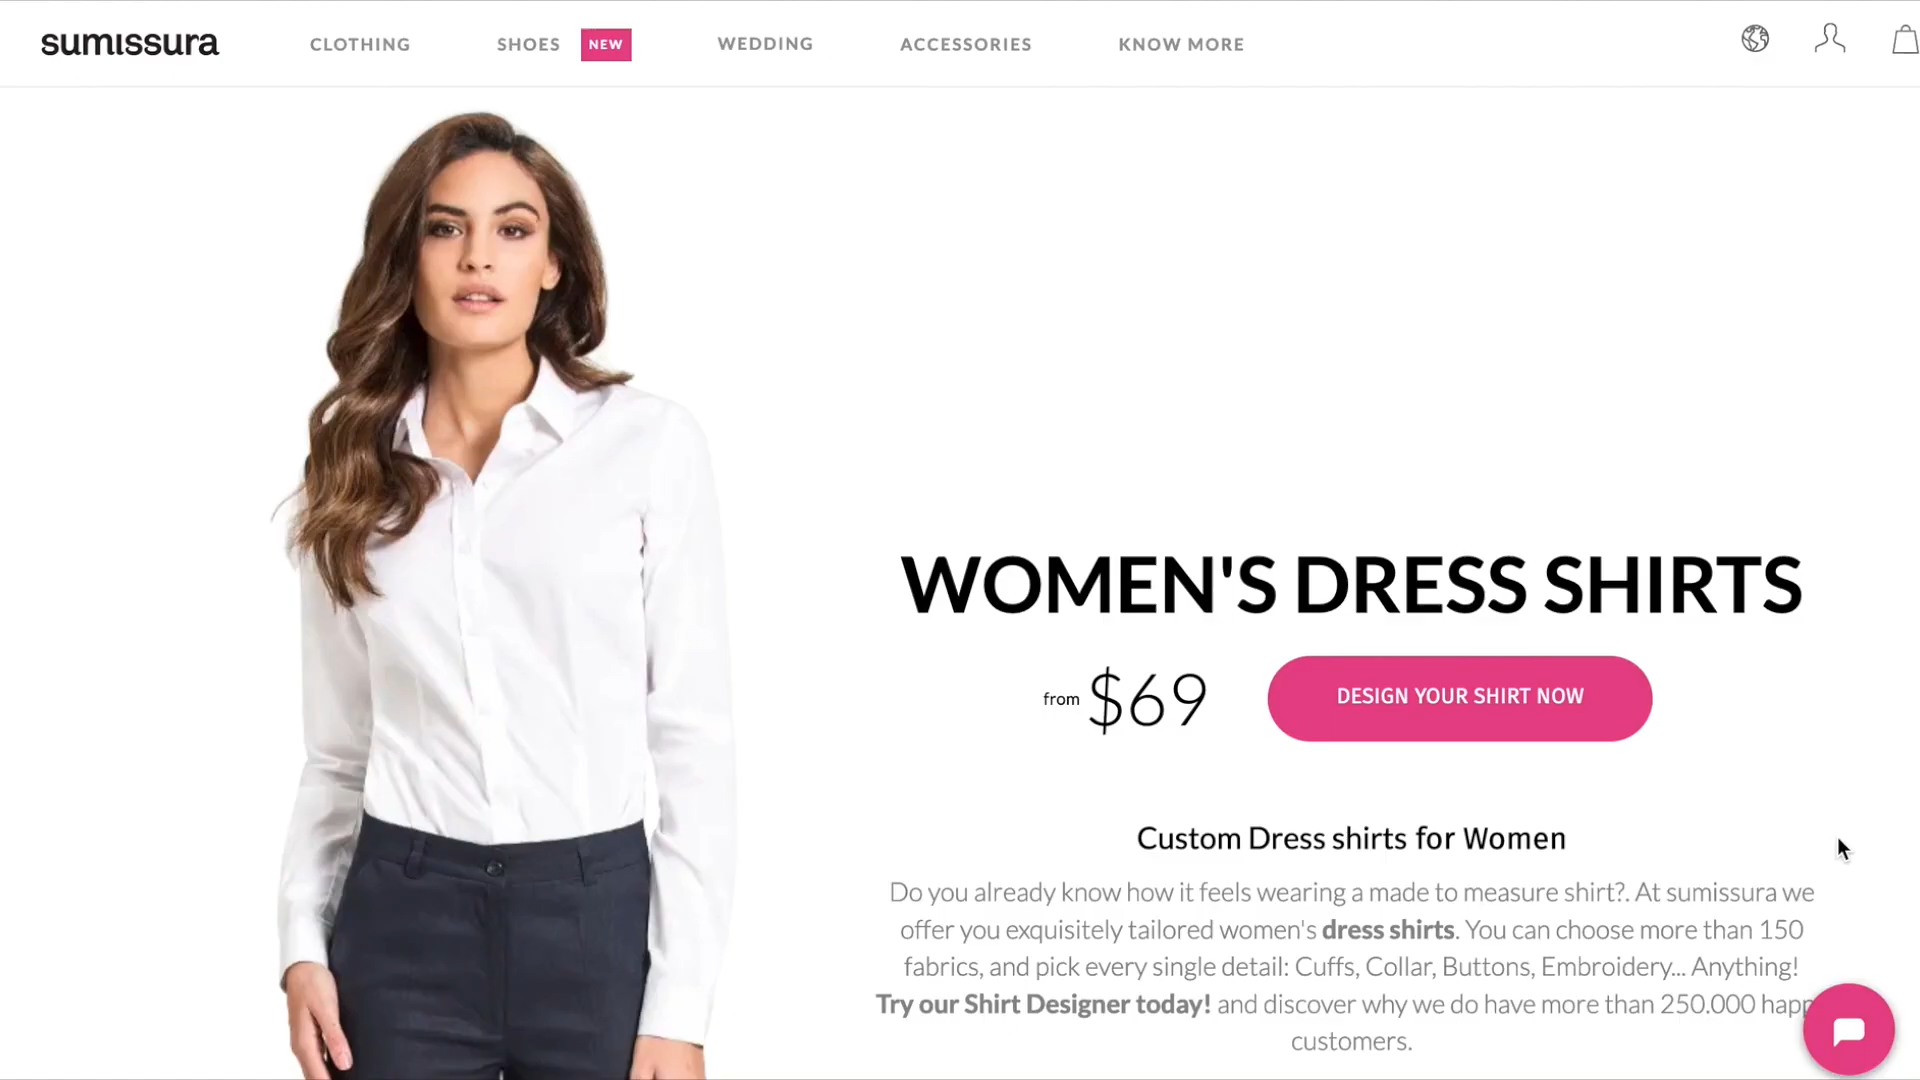 sumissura
CLOTHING
SHOES
NEW
WEDDING
ACCESSORIES
KNOW MORE
WOMEN'S DRESS SHIRTS
from $69
DESIGN YOUR SHIRT NOW
Custom Dress shirts for Women
Do you already know how it feels wearing a made to measure shirt?. At sumissura we
offer you exquisitely tailored women's dress shirts. You can choose more than 150
fabrics, and pick every single detail: Cuffs, Collar, Buttons, Embroidery... Anything!
Try our Shirt Designer today! and discover why we do have more than 250.000
customers.